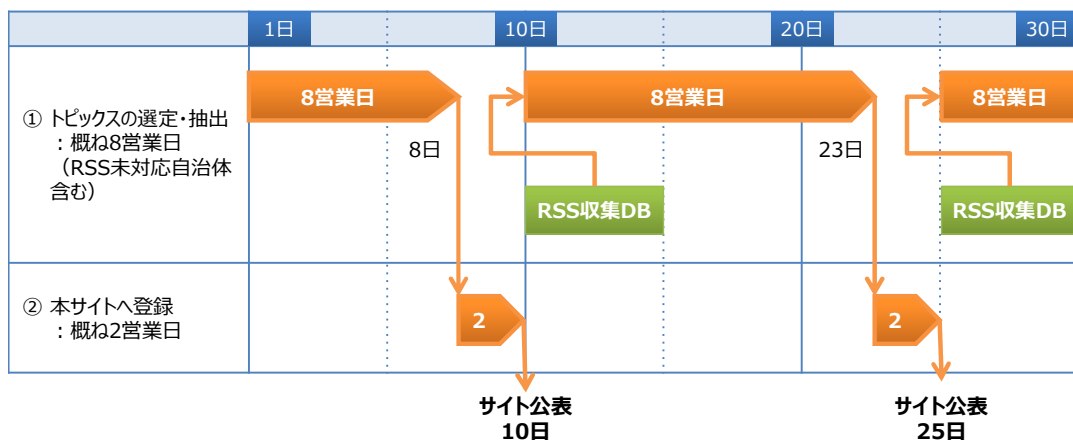 1日
10日
20日
30日
① トピックスの選定・抽出
：概ね8営業日
（RSS未対応自治体
含む）
8営業日
8営業日
8営業日
8日
23日
RSS収集DB
RSS収集DB
② 本サイトへ登録
：概ね2営業日
2
2
サイト公表
10日
サイト公表
25日